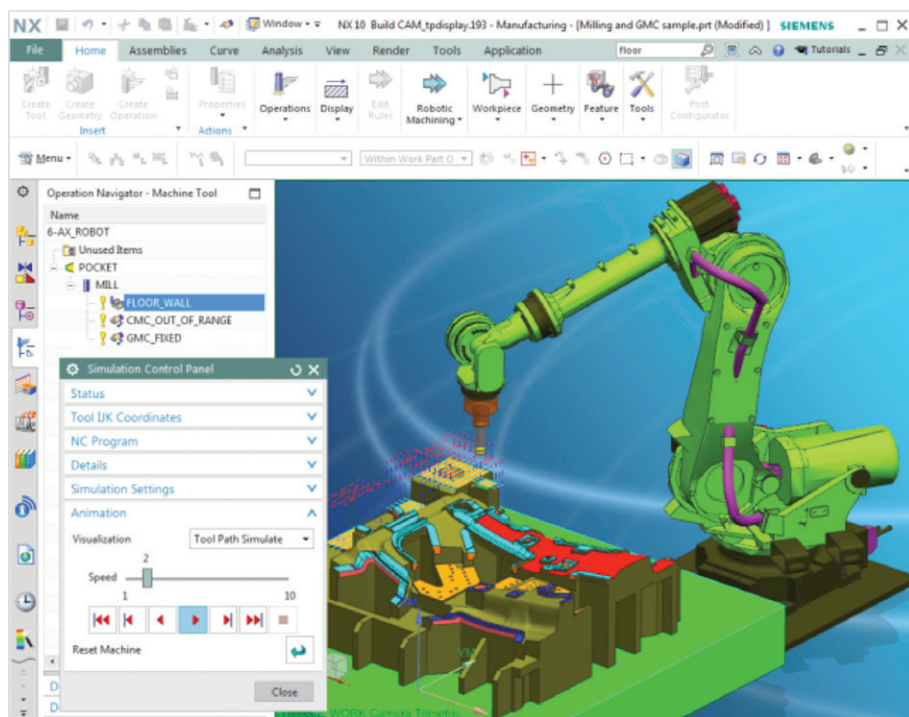 NX Window NX 10 Build CAM_tpdisplay.193 - Manufacturing - [Milling and GMC sample.prt (Modified) ] SIEMENS
File Home Assemblies Curve Analysis View Render Tools Application floor Tutorials
Create Tool Create Geometry Create Operation Properties Operations Display Edit Rules Robotic Machining Workpiece Geometry Feature Tools Post Configurator
Insert Actions
Menu Within Work Part O
Operation Navigator - Machine Tool
Name
6-AX_ROBOT
Unused Items
POCKET
MILL
FLOOR_WALL
CMC_OUT_OF_RANGE
GMC_FIXED
Simulation Control Panel
Status
Tool IJK Coordinates
NC Program
Details
Simulation Settings
Animation
Visualization Tool Path Simulate
2
Speed
1 10
Reset Machine
Close
D
D
YM
WORK Camera Trimetric